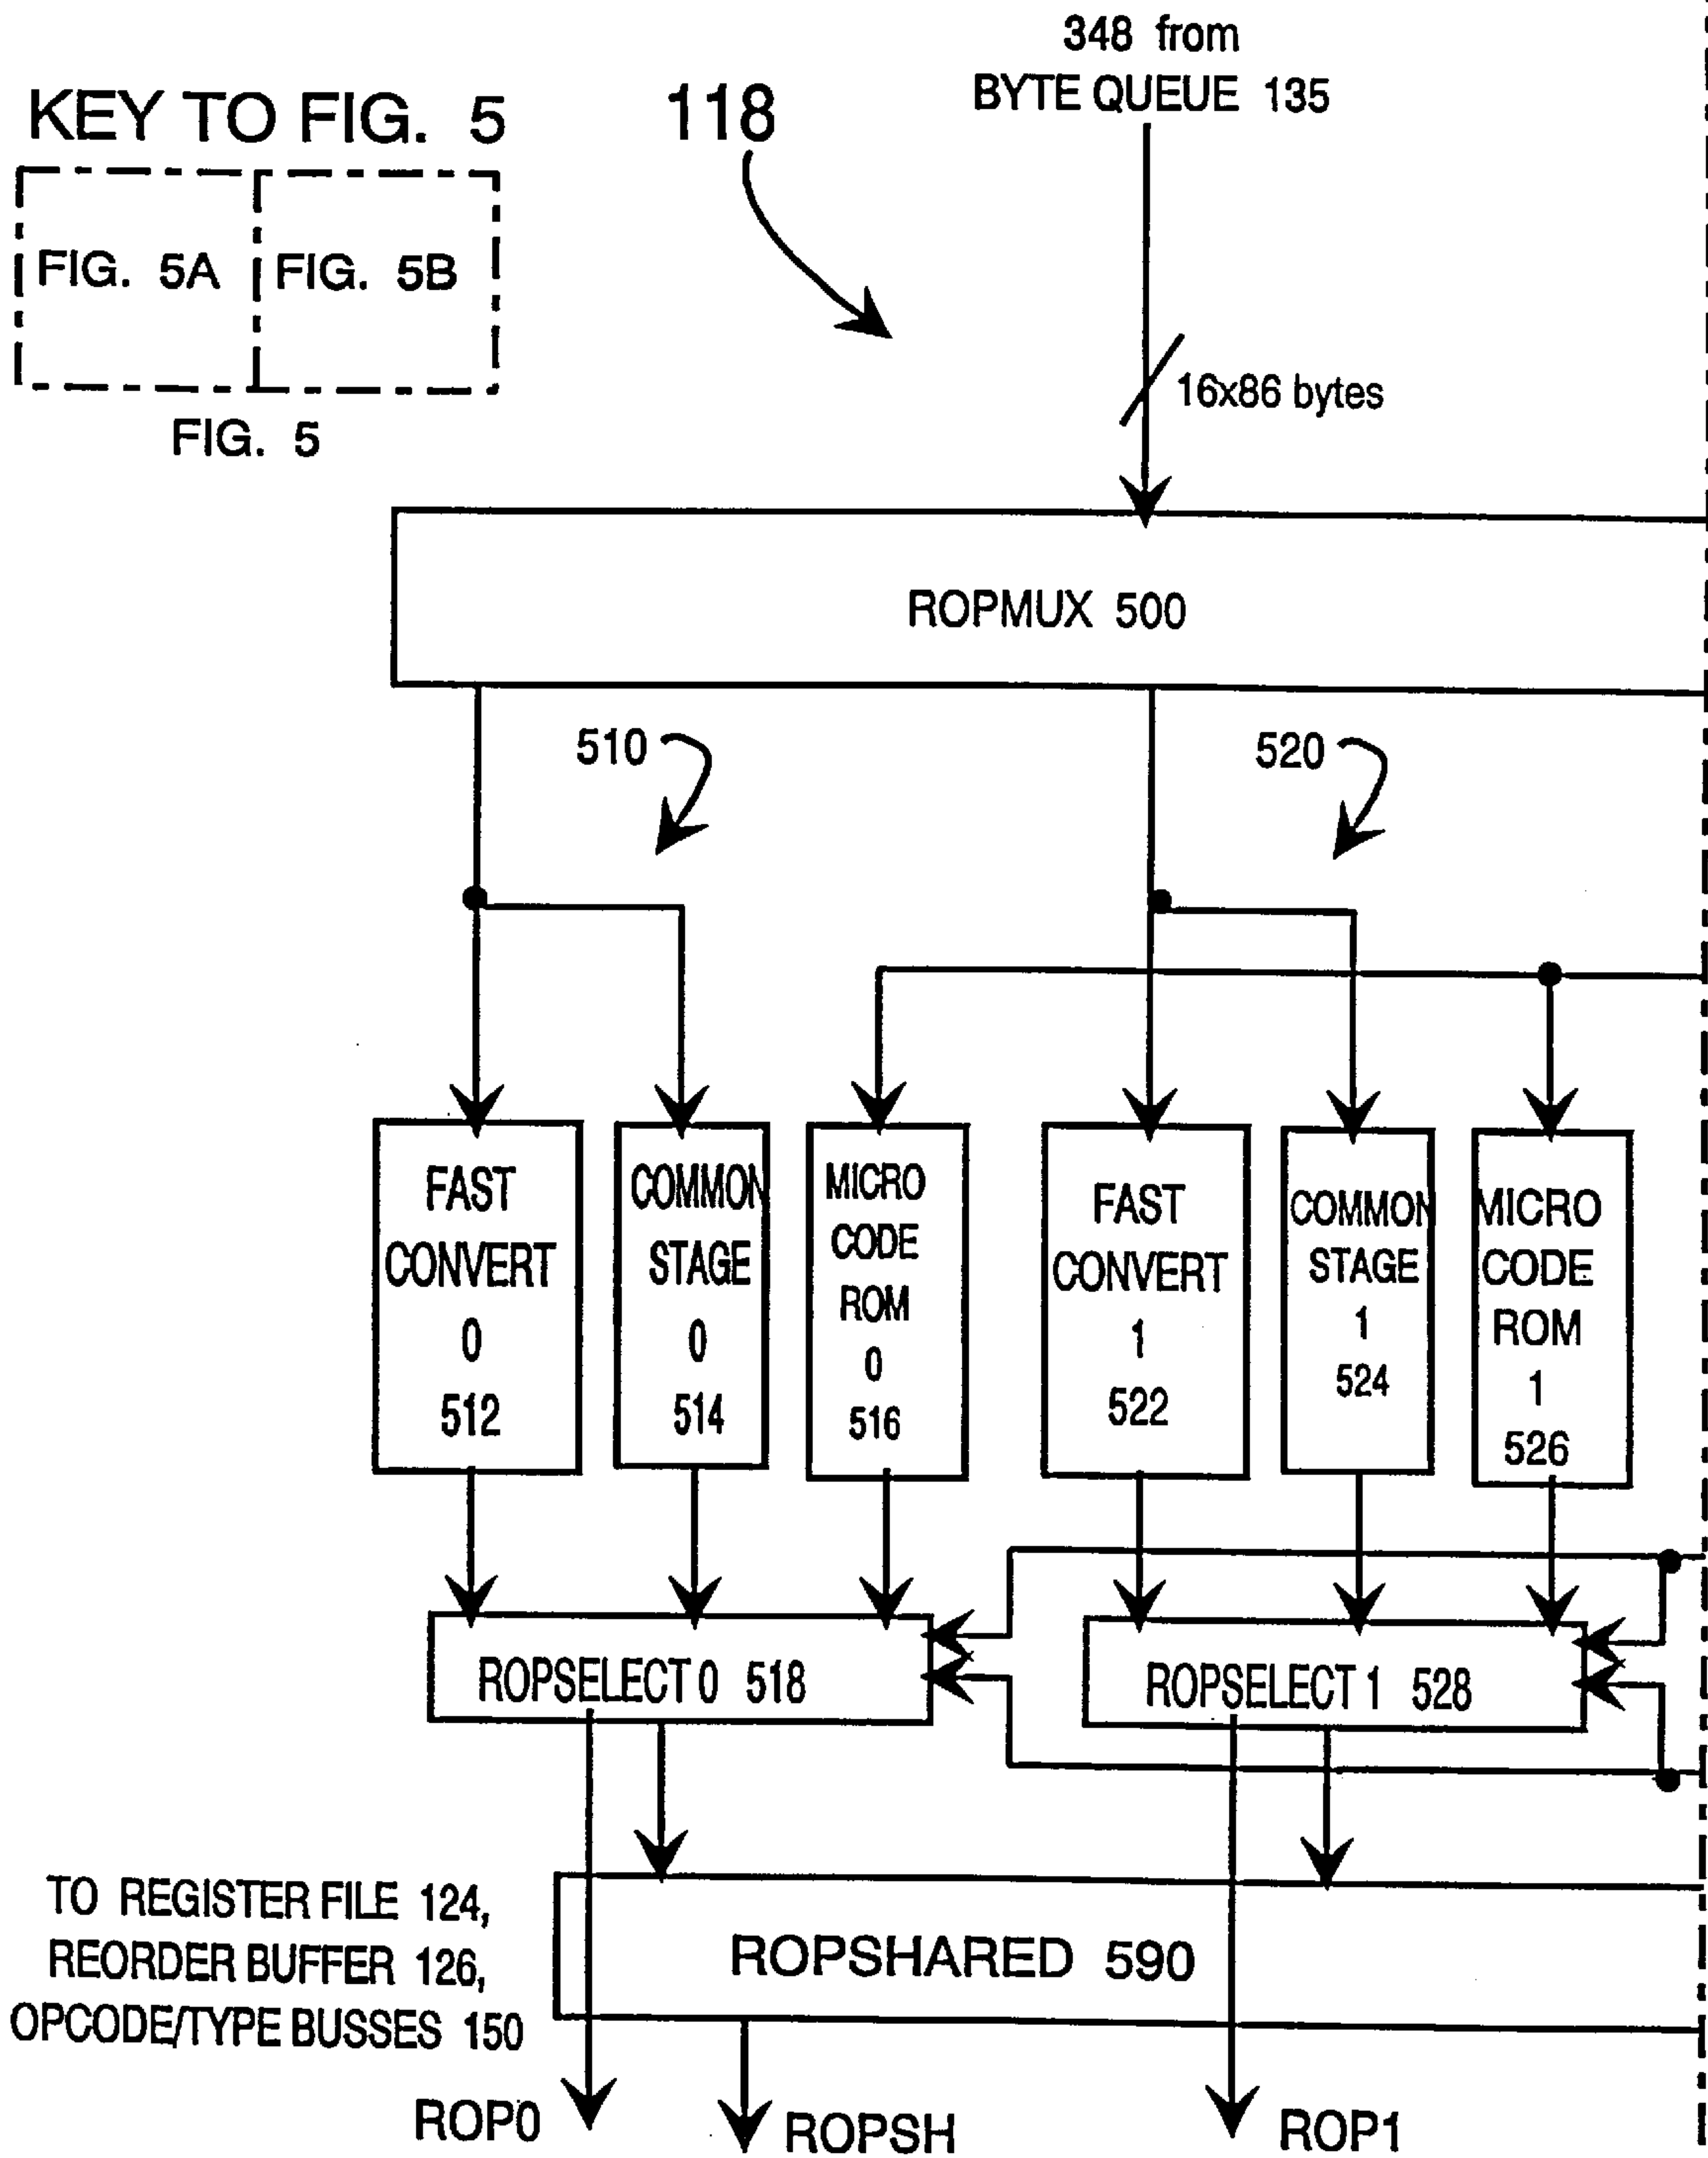 348 from
BYTE QUEUE 135
KEY TO FIG. 5
118
FIG. 5A
FIG. 5B
16x86 bytes
FIG. 5
ROPMUX 500
510
520
FAST
CONVERT
0
512
COMMON
STAGE
0
514
MICRO
CODE
ROM
0
516
FAST
CONVERT
1
522
COMMON
STAGE
1
524
MICRO
CODE
ROM
1
526
ROPSELECT 0 518
ROPSELECT 1 528
TO REGISTER FILE 124,
REORDER BUFFER 126,
OPCODE/TYPE BUSSES 150
ROPSHARED 590
ROP0
ROPSH
ROP1